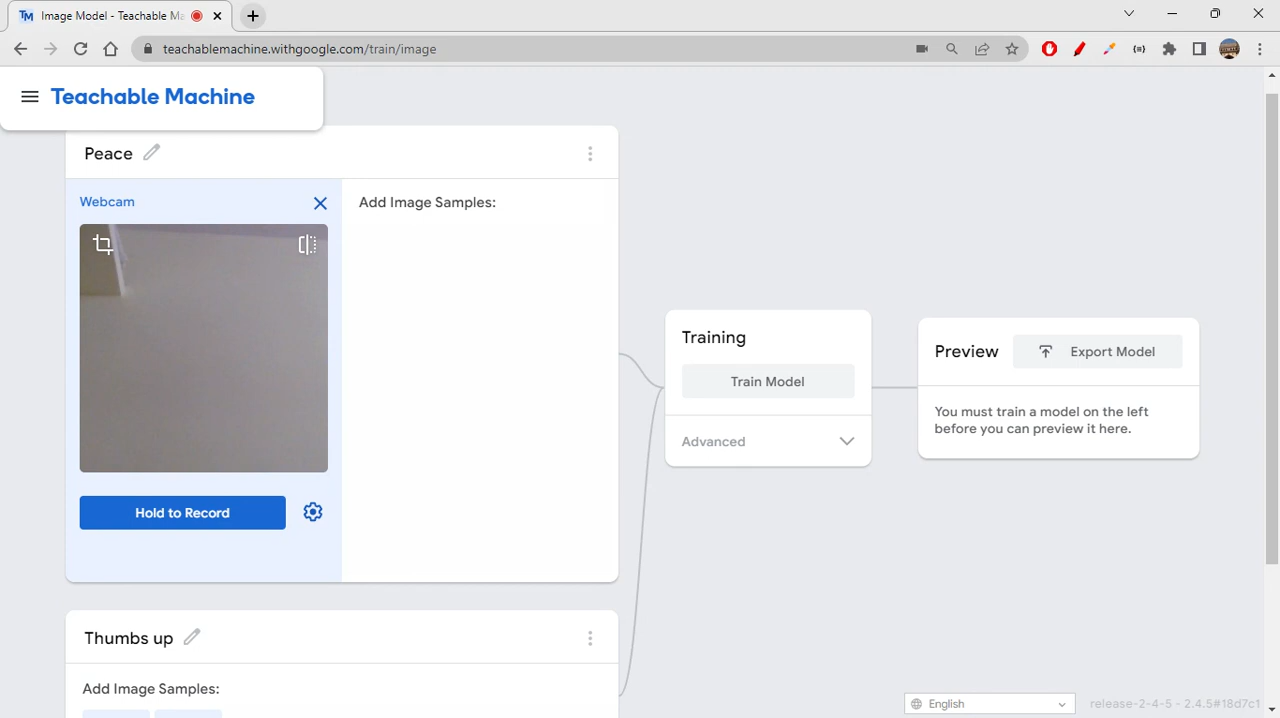 Image Model - Teachable Ma
teachablemachine.withgoogle.com/train/image
Teachable Machine
Peace
Webcam
Add Image Samples:
Hold to Record
Training
Train Model
Advanced
Preview
Export Model
You must train a model on the left
before you can preview it here.
Thumbs up
Add Image Samples:
English
release-2-4-5 - 2.4.5#18d7c1